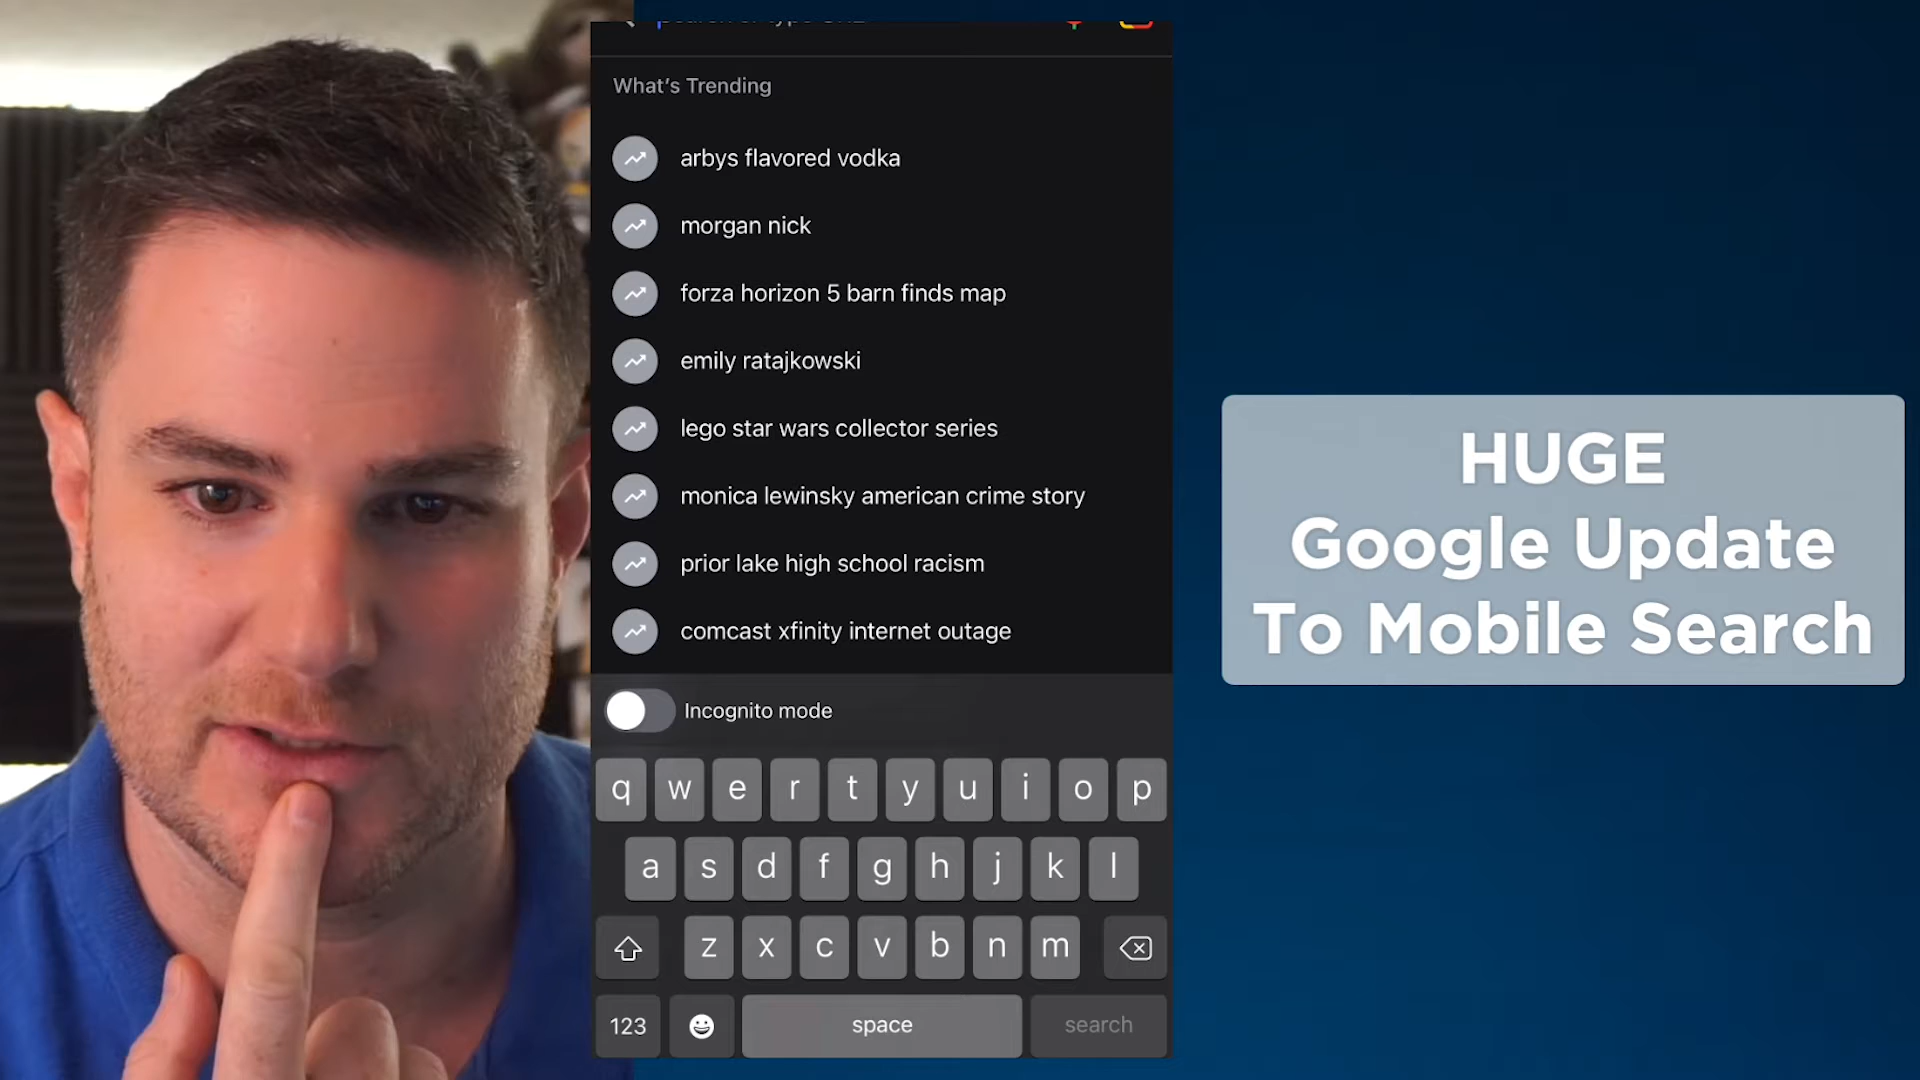 What's Trending
arbys flavored vodka
morgan nick
forza horizon 5 barn finds map
emily ratajkowski
lego star wars collector series
monica lewinsky american crime story
prior lake high school racism
comcast xfinity internet outage
Incognito mode
q w e r t y u i o p
a s d f g h j k l
z x c v b n m
123 space search
HUGE
Google Update
To Mobile Search